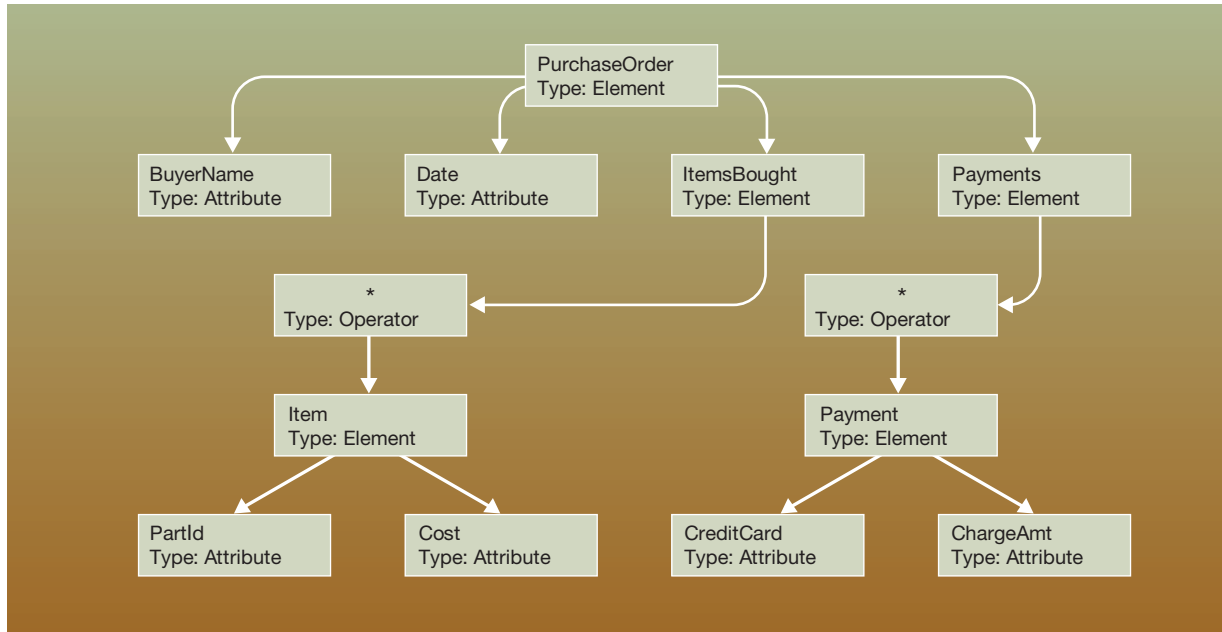 PurchaseOrder
Type: Element
BuyerName
Type: Attribute
Date
Type: Attribute
ItemsBought
Type: Element
Payments
Type: Element
*
Type: Operator
*
Type: Operator
Item
Type: Element
Payment
Type: Element
PartId
Type: Attribute
Cost
Type: Attribute
CreditCard
Type: Attribute
ChargeAmt
Type: Attribute